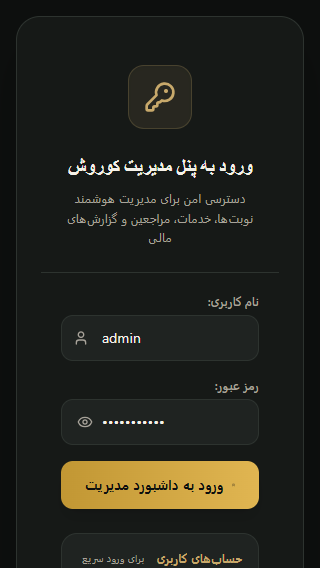 ورود به پنل مدیریت کوروش
دسترسی امن برای مدیریت هوشمند
نوبت‌ها، خدمات، مراجعین و گزارش‌های
مالی
نام کاربری:
admin
رمز عبور:
•••••••••••
ورود به داشبورد مدیریت
حساب‌های کاربری برای ورود سریع